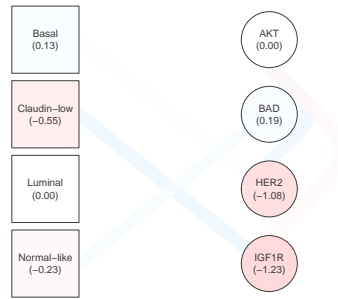 Basal
(0.13)
AKT
(0.00)
Claudin−low
(−0.55)
BAD
(0.19)
Luminal
(0.00)
HER2
(−1.08)
Normal−like
(−0.23)
IGF1R
(−1.23)